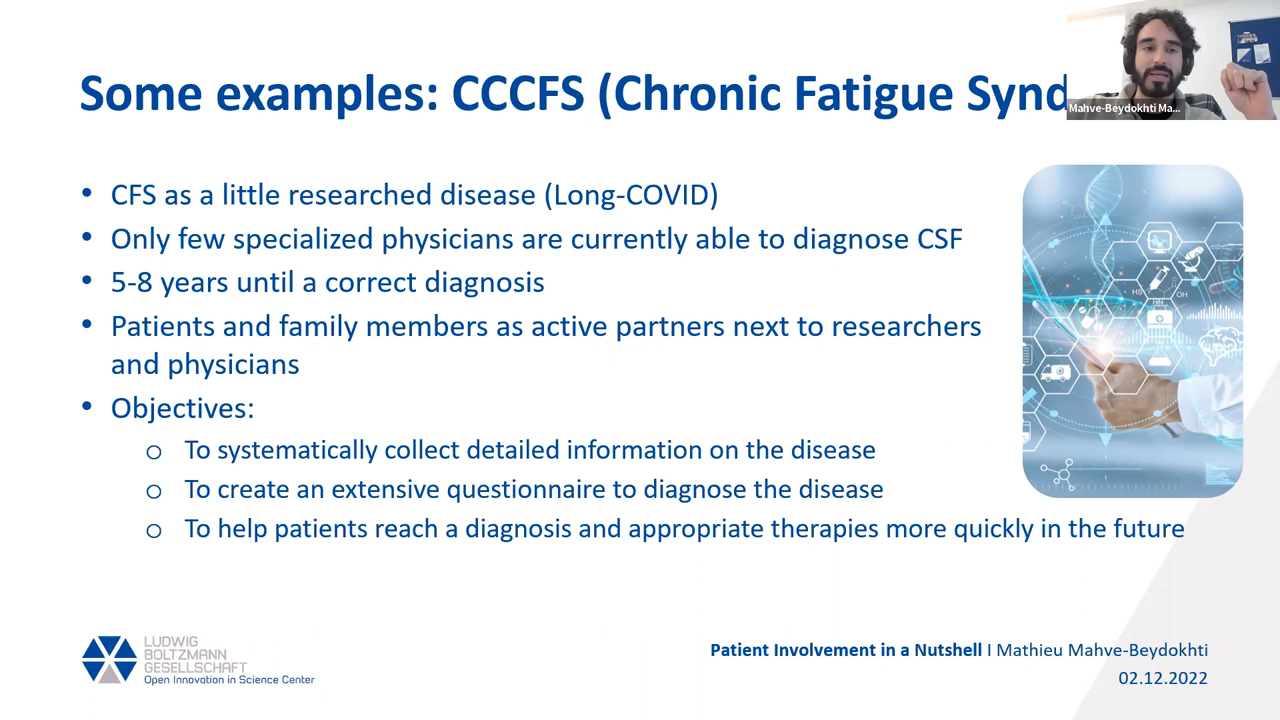 Some examples: CCCFS (Chronic Fatigue Synd
Mahve-Beydokhti Ma...
• CFS as a little researched disease (Long-COVID)
• Only few specialized physicians are currently able to diagnose CSF
• 5-8 years until a correct diagnosis
• Patients and family members as active partners next to researchers
and physicians
• Objectives:
o To systematically collect detailed information on the disease
o To create an extensive questionnaire to diagnose the disease
o To help patients reach a diagnosis and appropriate therapies more quickly in the future
HS
OH
LUDWIG
BOLTZMANN
GESELLSCHAFT
Open Innovation in Science Center
Patient Involvement in a Nutshell I Mathieu Mahve-Beydokhti
02.12.2022